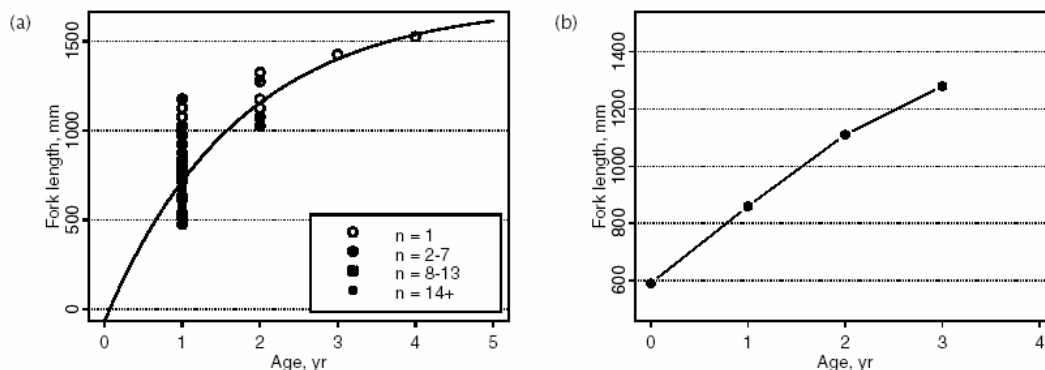 (a)
Fork length, mm
1500
1000
500
0
0 1 2 3 4 5
Age, yr
n = 1
n = 2-7
n = 8-13
n = 14+
(b)
Fork length, mm
1400
1200
1000
800
600
0 1 2 3 4
Age, yr